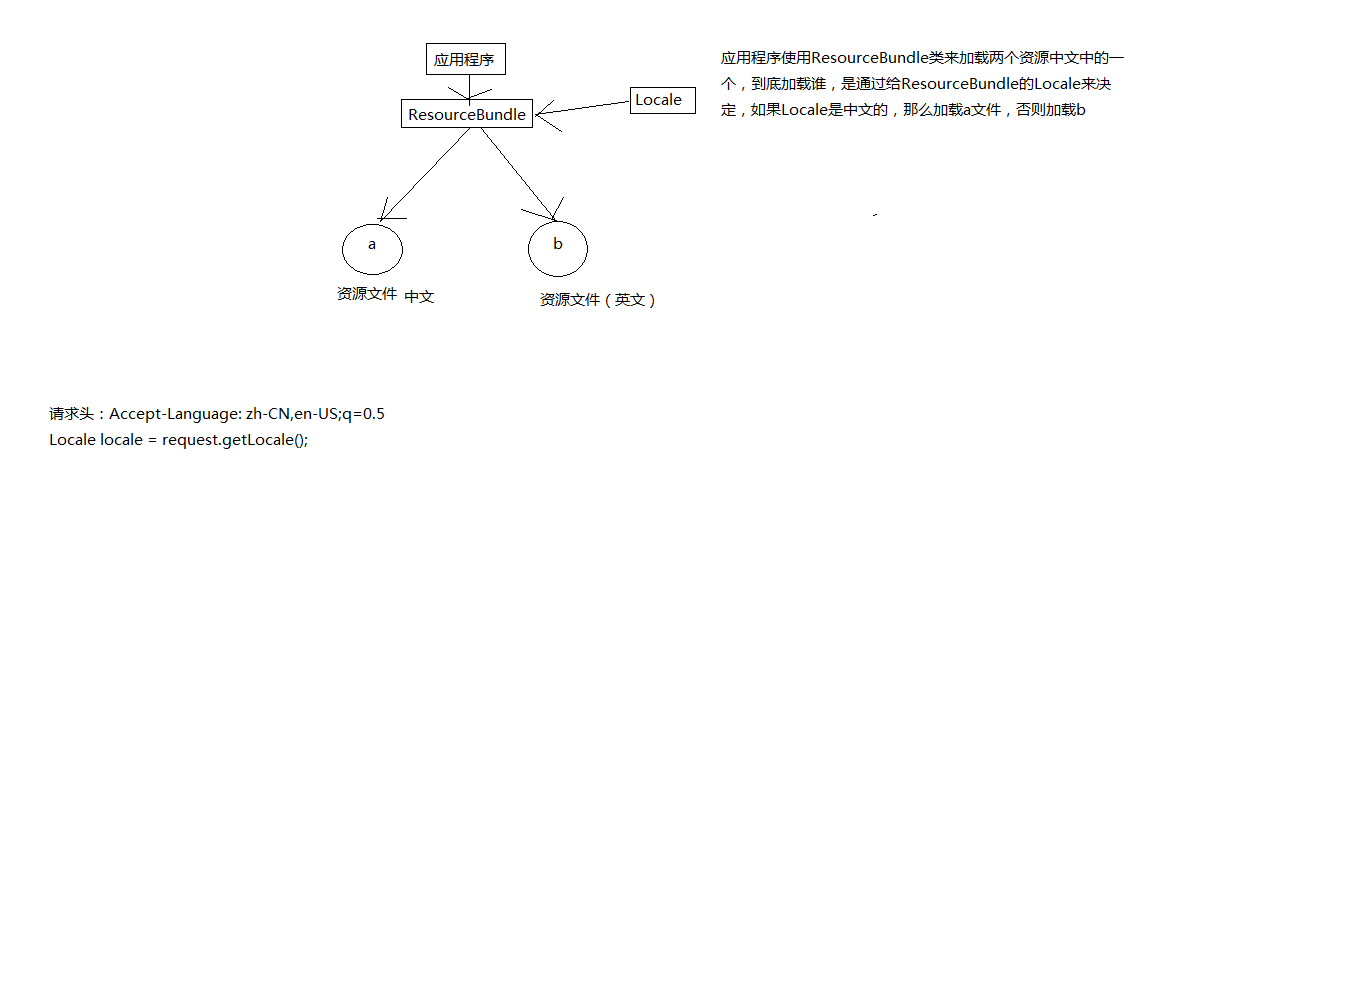 应用程序
ResourceBundle
Locale
应用程序使用ResourceBundle类来加载两个资源中文中的一
个，到底加载谁，是通过给ResourceBundle的Locale来决
定，如果Locale是中文的，那么加载a文件，否则加载b
a
b
资源文件 中文
资源文件（英文）
请求头：Accept-Language: zh-CN,en-US;q=0.5
Locale locale = request.getLocale();